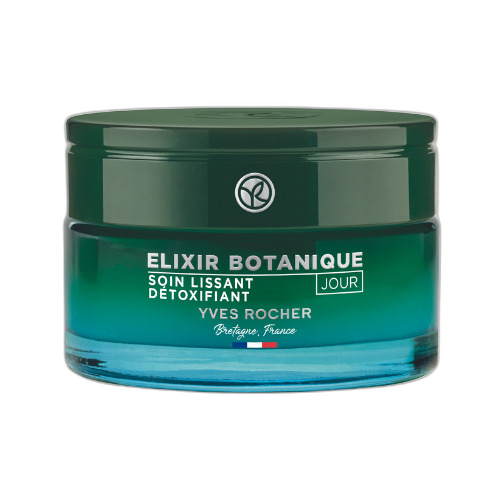 ELIXIR BOTANIQUE
SOIN LISSANT
DÉTOXIFIANT
JOUR
YVES ROCHER
Bretagne, France